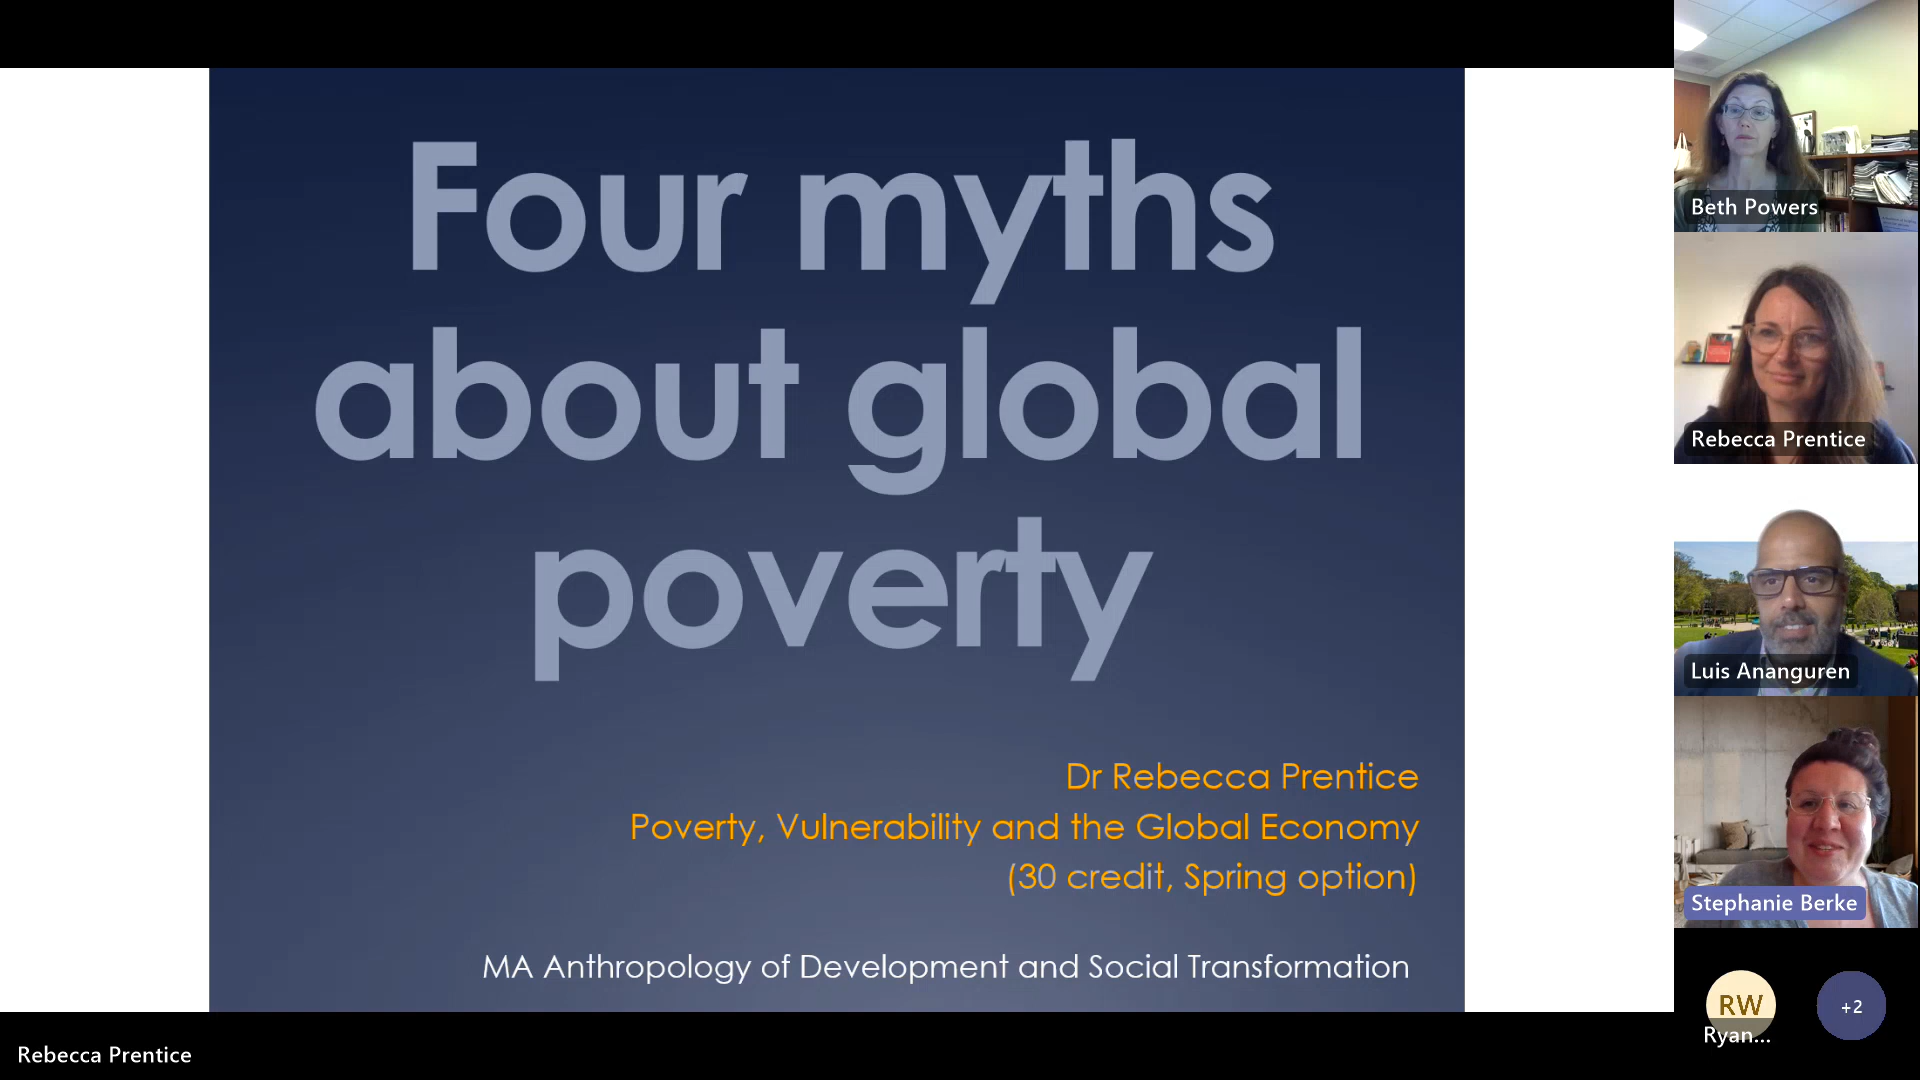 Four myths
about global
poverty
Dr Rebecca Prentice
Poverty, Vulnerability and the Global Economy
(30 credit, Spring option)
MA Anthropology of Development and Social Transformation
Beth Powers
Rebecca Prentice
Luis Ananguren
Stephanie Berke
RW
Ryan...
+2
Rebecca Prentice